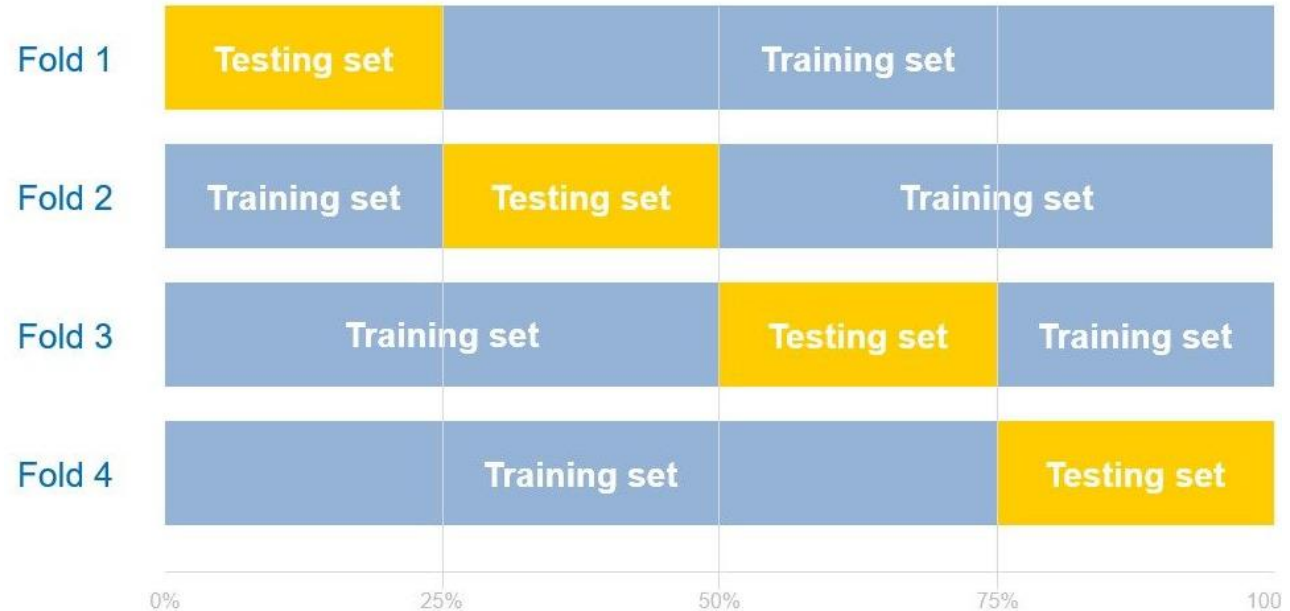 Fold 1 Testing set Training set
Fold 2 Training set Testing set Training set
Fold 3 Training set Testing set Training set
Fold 4 Training set Testing set
0% 25% 50% 75% 100